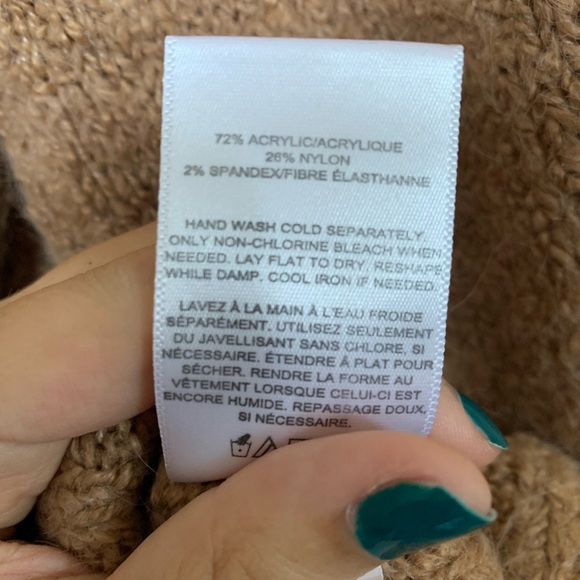 72% ACRYLIC/ACRYLIQUE
26% NYLON
2% SPANDEX/FIBRE ÉLASTHANNE
HAND WASH COLD SEPARATELY
ONLY NON-CHLORINE BLEACH WHEN
NEEDED. LAY FLAT TO DRY, RESHAPE
WHILE DAMP. COOL IRON IF NEEDED.
LAVEZ À LA MAIN À L'EAU FROIDE
SÉPARÉMENT. UTILISEZ SEULEMENT
DU JAVELLISANT SANS CHLORE, SI
NÉCESSAIRE. ÉTENDRE À PLAT POUR
SÉCHER. RENDRE LA FORME AU
VÊTEMENT LORSQUE CELUI-CI EST
ENCORE HUMIDE. REPASSAGE DOUX,
SI NÉCESSAIRE.